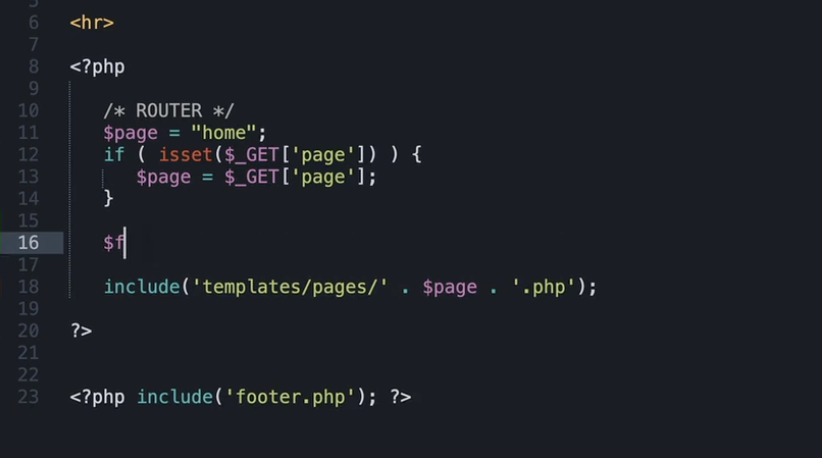 6 <hr>
7
8 <?php
9
10 /* ROUTER */
11 $page = "home";
12 if ( isset($_GET['page']) ) {
13 $page = $_GET['page'];
14 }
15
16 $f
17
18 include('templates/pages/' . $page . '.php');
19
20 ?>
21
22
23 <?php include('footer.php'); ?>